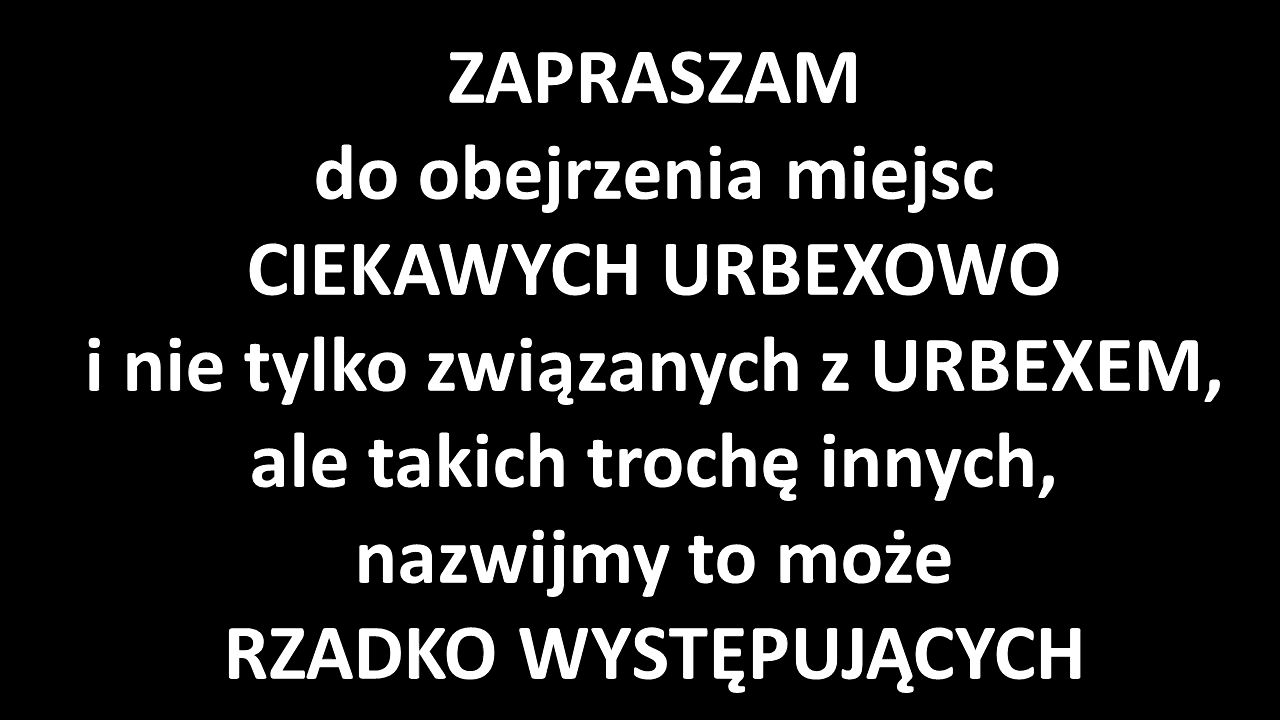 ZAPRASZAM
do obejrzenia miejsc
CIEKAWYCH URBEXOWO
i nie tylko związanych z URBEXEM,
ale takich trochę innych,
nazwijmy to może
RZADKO WYSTĘPUJĄCYCH